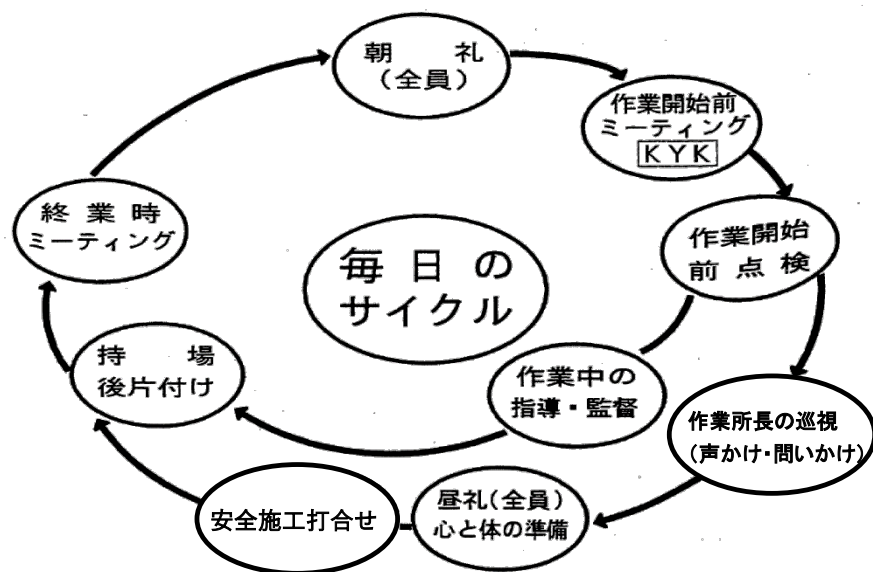 朝礼
(全員)
作業開始前
ミーティング
KYK
作業開始
前点検
作業所長の巡視
(声かけ・問いかけ)
昼礼(全員)
心と体の準備
安全施工打合せ
作業中の
指導・監督
持場
後片付け
終業時
ミーティング
毎日の
サイクル